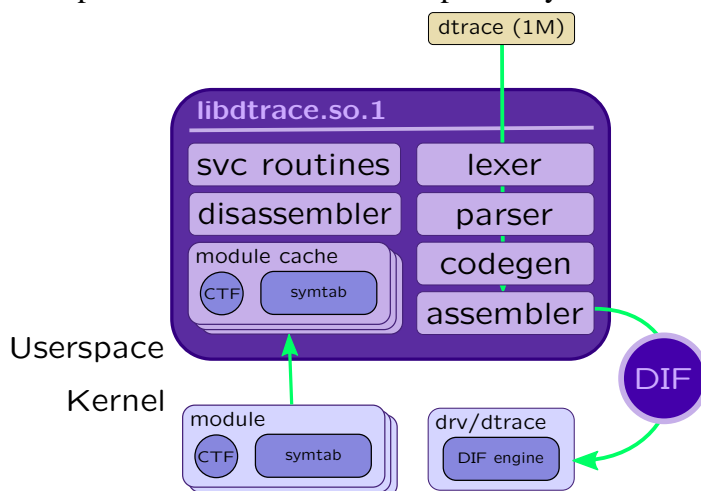 dtrace (1M)
libdtrace.so.1
svc routines
lexer
disassembler
parser
module cache
CTF
symtab
codegen
assembler
Userspace
Kernel
DIF
module
CTF
symtab
drv/dtrace
DIF engine